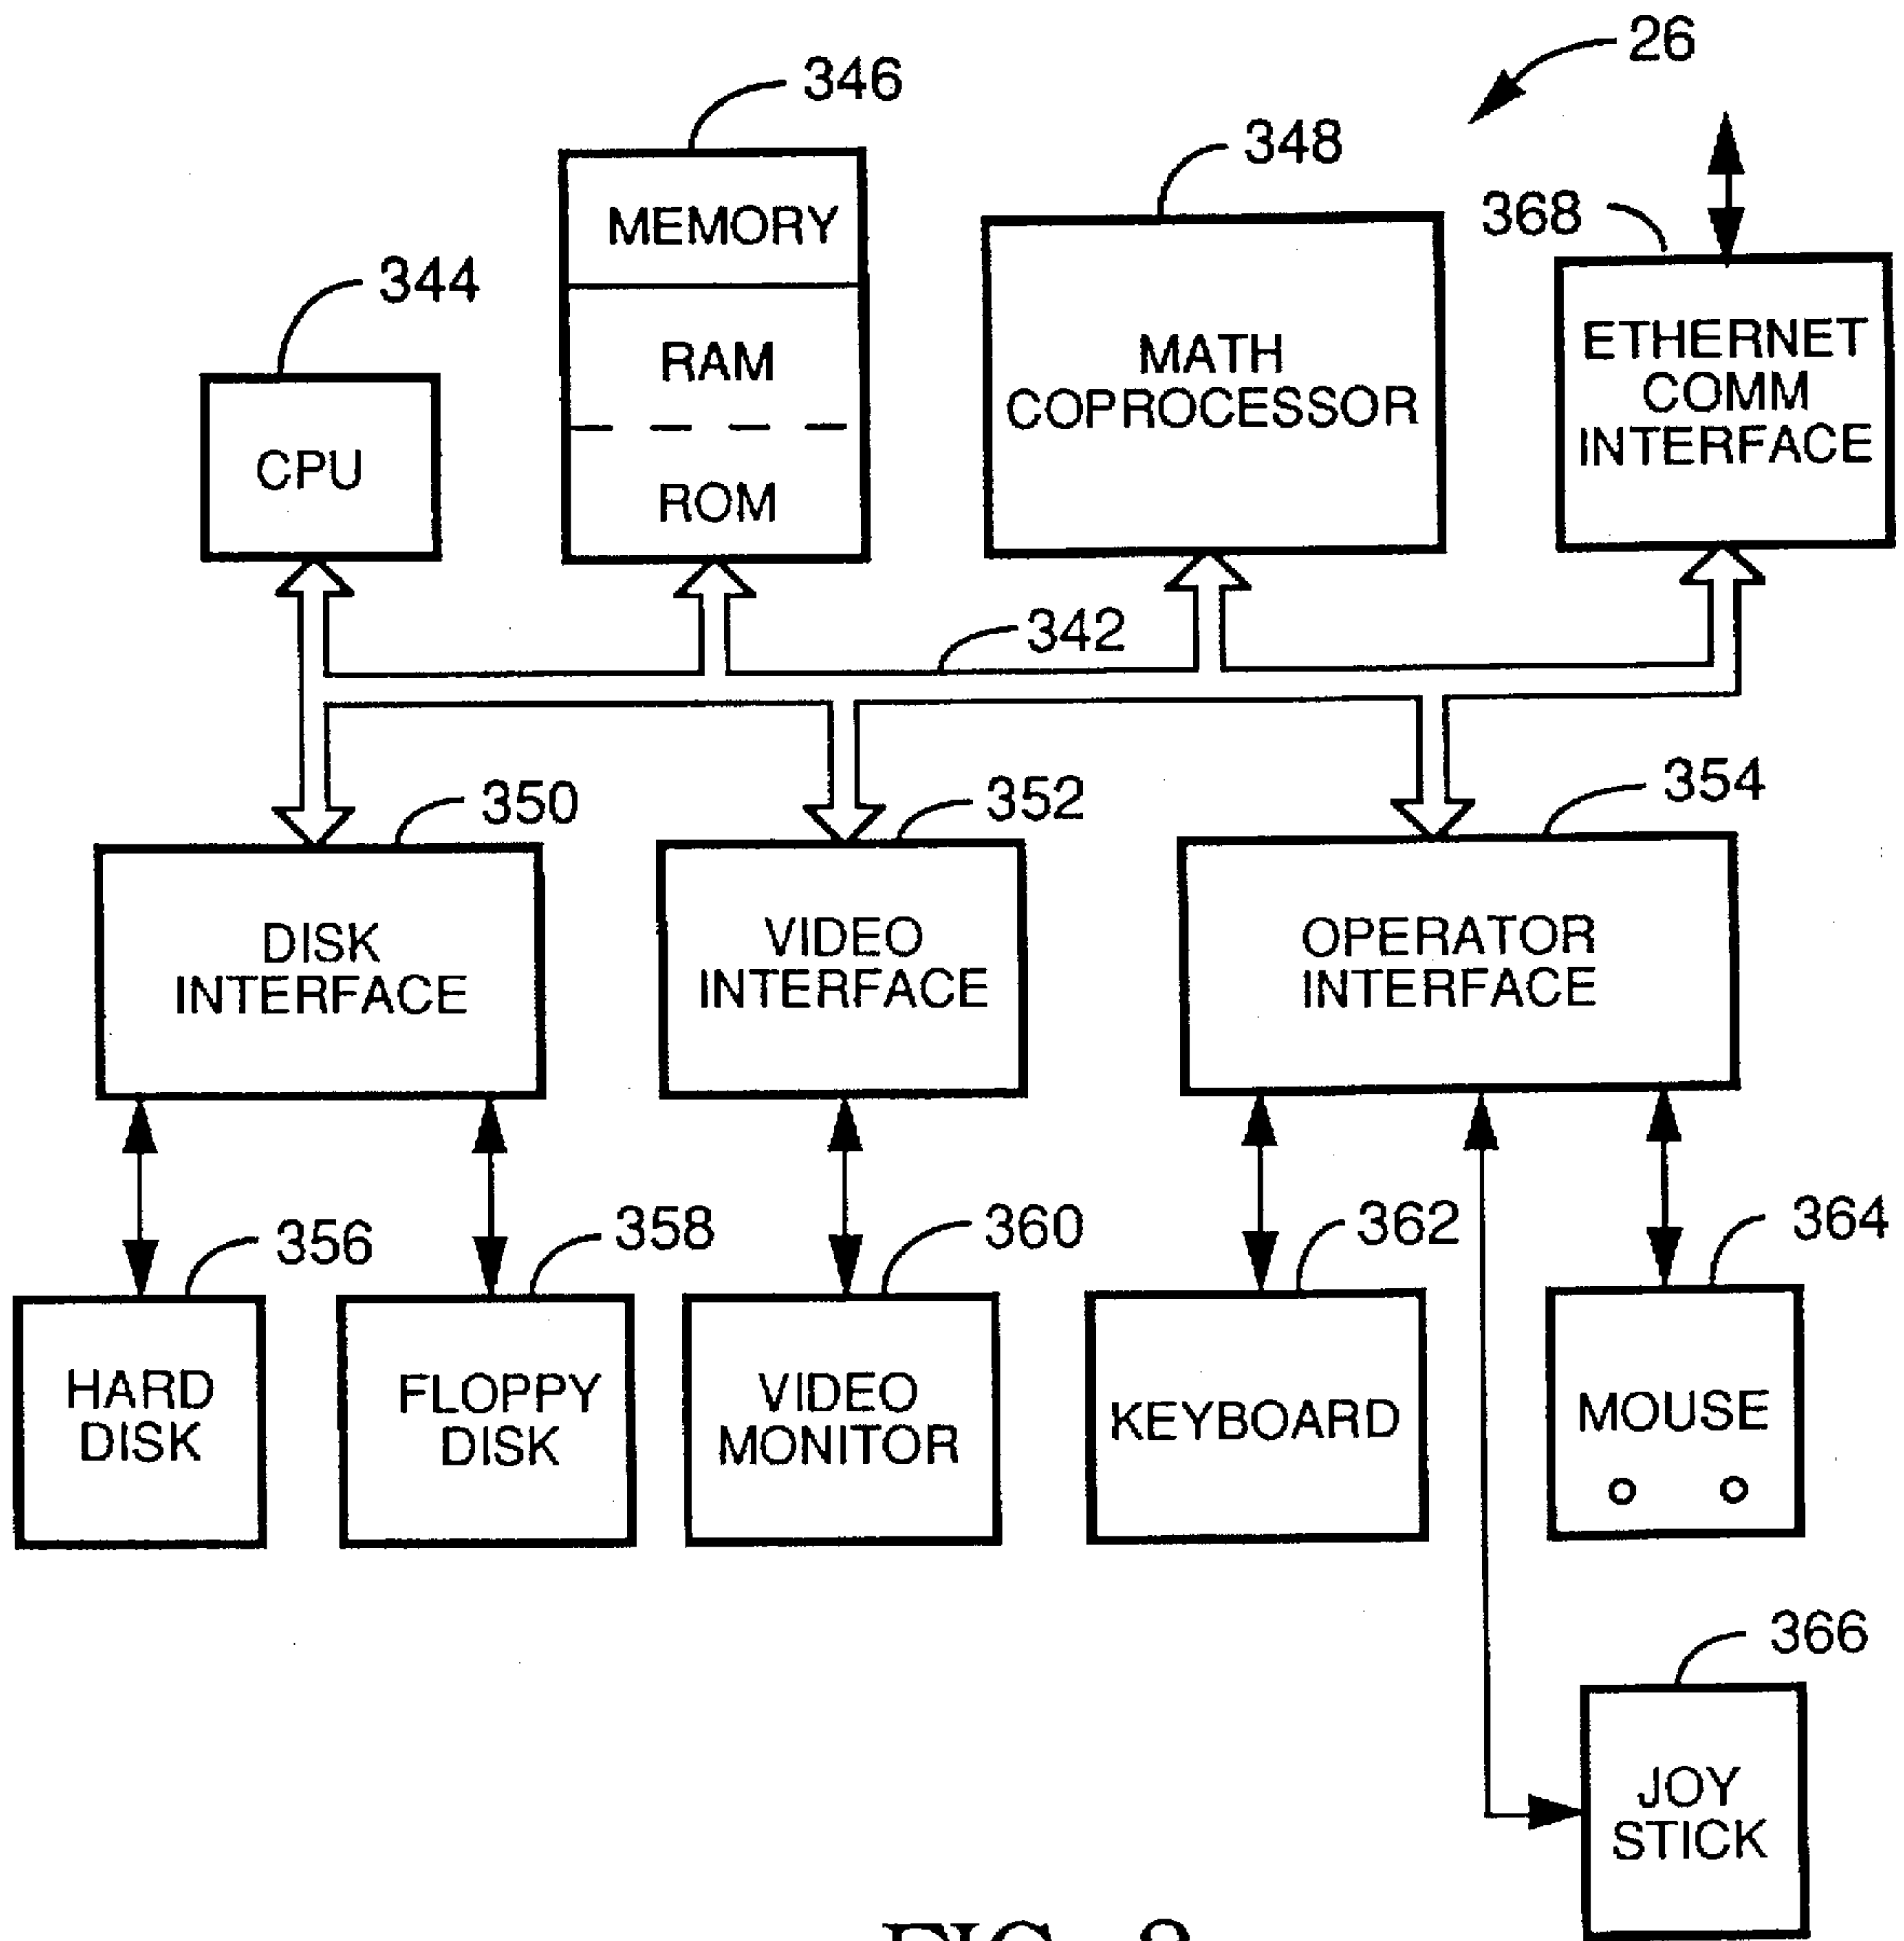 26
346
348
368
344
MEMORY
RAM
ROM
CPU
MATH
COPROCESSOR
ETHERNET
COMM
INTERFACE
342
350
352
354
DISK
INTERFACE
VIDEO
INTERFACE
OPERATOR
INTERFACE
356
358
360
362
364
HARD
DISK
FLOPPY
DISK
VIDEO
MONITOR
KEYBOARD
MOUSE
366
JOY
STICK